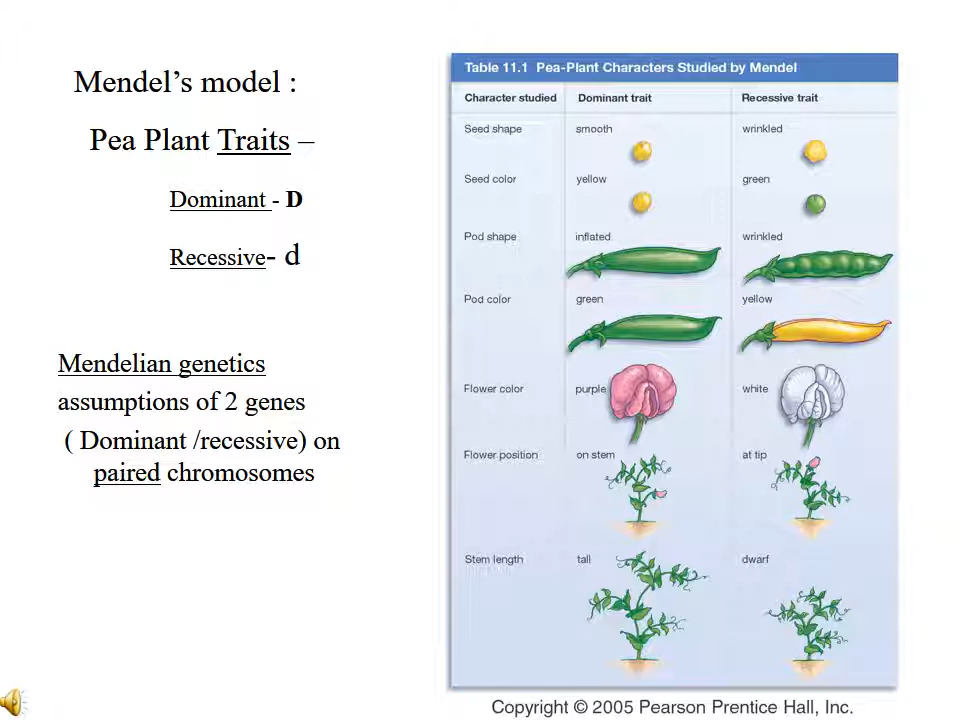 Mendel's model :
Pea Plant Traits –
Dominant - D
Recessive- d
Mendelian genetics
assumptions of 2 genes
( Dominant /recessive) on
paired chromosomes
Table 11.1 Pea-Plant Characters Studied by Mendel
Character studied Dominant trait Recessive trait
Seed shape smooth wrinkled
Seed color yellow green
Pod shape inflated wrinkled
Pod color green yellow
Flower color purple white
Flower position on stem at tip
Stem length tall dwarf
Copyright © 2005 Pearson Prentice Hall, Inc.